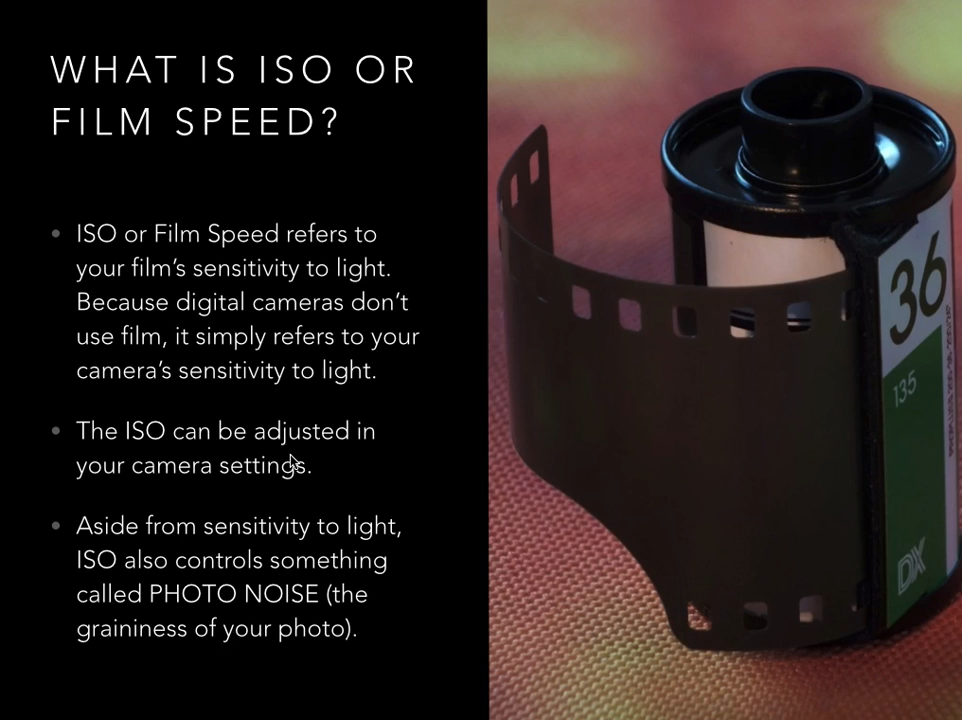 WHAT IS ISO OR
FILM SPEED?
• ISO or Film Speed refers to
your film's sensitivity to light.
Because digital cameras don't
use film, it simply refers to your
camera's sensitivity to light.
• The ISO can be adjusted in
your camera settings.
• Aside from sensitivity to light,
ISO also controls something
called PHOTO NOISE (the
graininess of your photo).
36
135
DX